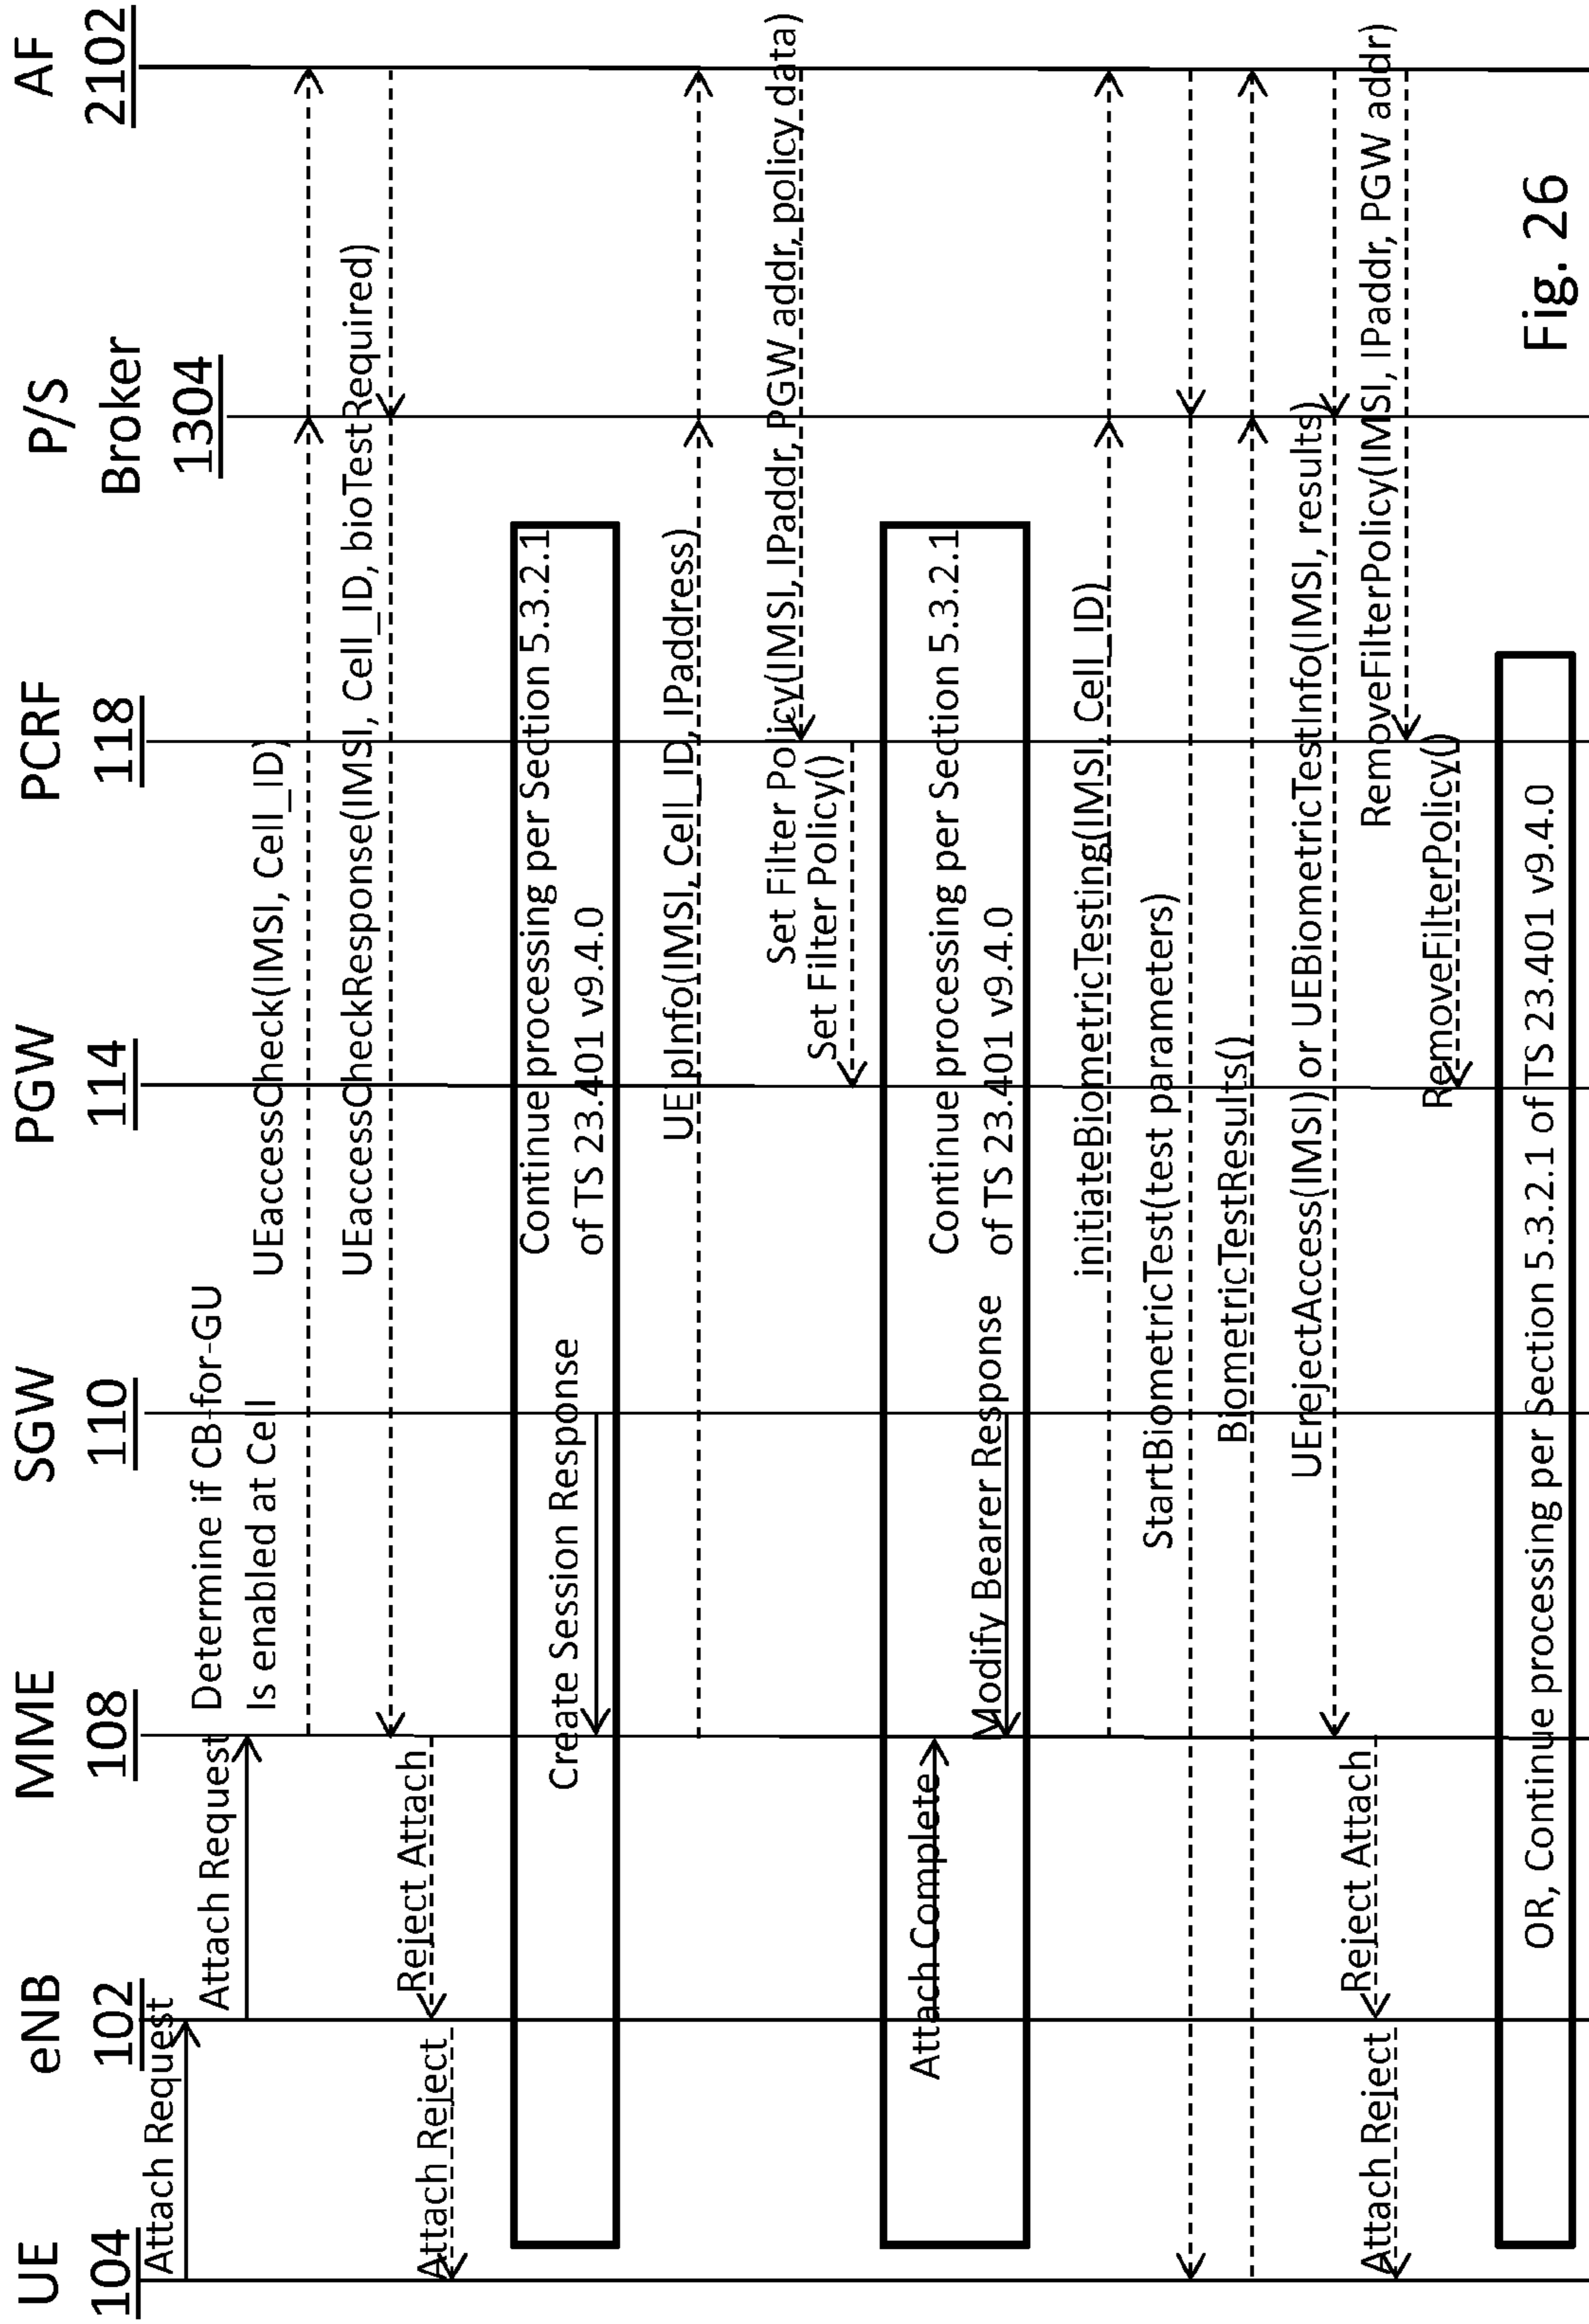 UE
104
eNB
102
MME
108
SGW
110
PGW
114
PCRF
118
P/S
Broker
1304
AF
2102
Attach Request
Attach Request
Determine if CB-for-GU
Is enabled at Cell
UEaccessCheck(IMSI, Cell_ID)
UEaccessCheckResponse(IMSI, Cell_ID, bioTestRequired)
Reject Attach
Attach Reject
Continue processing per Section 5.3.2.1
of TS 23.401 v9.4.0
Create Session Response
UEIpInfo(IMSI, Cell_ID, IPaddress)
Set Filter Policy(IMSI, IPaddr, PGW addr, policy data)
Set Filter Policy()
Continue processing per Section 5.3.2.1
of TS 23.401 v9.4.0
Attach Complete
Modify Bearer Response
initiateBiometricTesting(IMSI, Cell_ID)
StartBiometricTest(test parameters)
BiometricTestResults()
UErejectAccess(IMSI) or UEBiometricTestInfo(IMSI, results)
Reject Attach
Attach Reject
RemoveFilterPolicy(IMSI, IPaddr, PGW addr)
RemoveFilterPolicy()
OR, Continue processing per Section 5.3.2.1 of TS 23.401 v9.4.0
Fig. 26